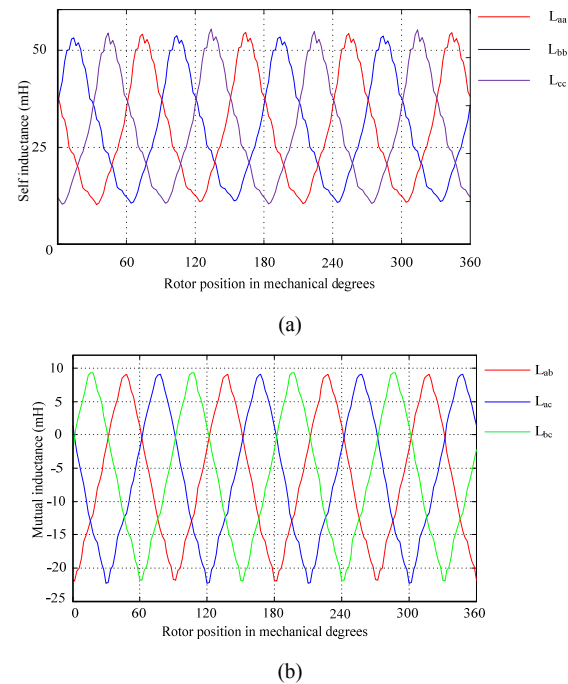 L_aa
L_bb
L_cc
50
25
0
Self inductance (mH)
60 120 180 240 300 360
Rotor position in mechanical degrees
(a)
L_ab
L_ac
L_bc
10
5
0
-5
-10
-15
-20
-25
Mutual inductance (mH)
0 60 120 180 240 300 360
Rotor position in mechanical degrees
(b)